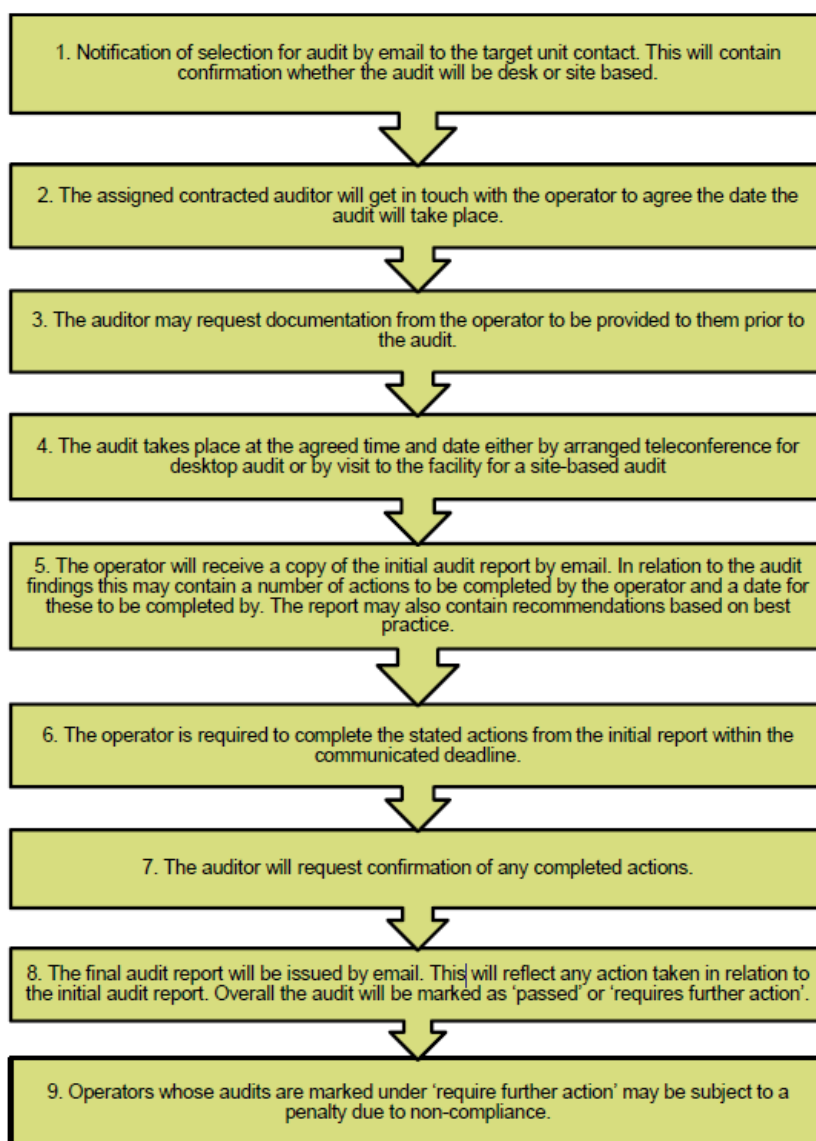 1. Notification of selection for audit by email to the target unit contact. This will contain
confirmation whether the audit will be desk or site based.
2. The assigned contracted auditor will get in touch with the operator to agree the date the
audit will take place.
3. The auditor may request documentation from the operator to be provided to them prior to
the audit.
4. The audit takes place at the agreed time and date either by arranged teleconference for
desktop audit or by visit to the facility for a site-based audit
5. The operator will receive a copy of the initial audit report by email. In relation to the audit
findings this may contain a number of actions to be completed by the operator and a date for
these to be completed by. The report may also contain recommendations based on best
practice.
6. The operator is required to complete the stated actions from the initial report within the
communicated deadline.
7. The auditor will request confirmation of any completed actions.
8. The final audit report will be issued by email. This will reflect any action taken in relation to
the initial audit report. Overall the audit will be marked as ‘passed’ or ‘requires further action’.
9. Operators whose audits are marked under ‘require further action’ may be subject to a
penalty due to non-compliance.